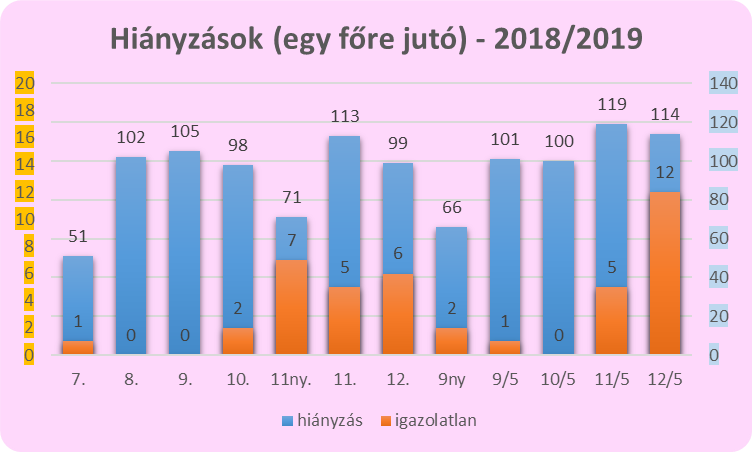 Hiányzások (egy főre jutó) - 2018/2019
20 140
18 120
16 100
14 80
12 60
10 40
8 20
6 0
4
2
0
51 102 105 98 71 113 99 66 101 100 119 114
1 0 0 2 7 5 6 2 1 0 5 12
7. 8. 9. 10. 11ny. 11. 12. 9ny 9/5 10/5 11/5 12/5
hiányzás igazolatlan